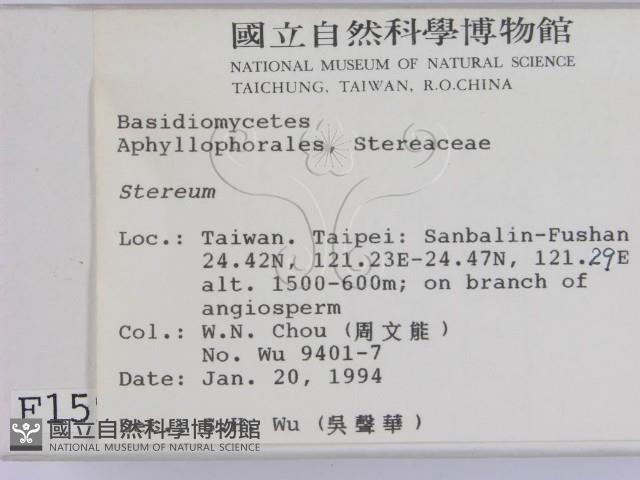 國立自然科學博物館
NATIONAL MUSEUM OF NATURAL SCIENCE
TAICHUNG, TAIWAN, R.O.CHINA
Basidiomycetes
Aphyllophorales, Stereaceae
Stereum
Loc.: Taiwan. Taipei: Sanbalin-Fushan
24.42N, 121.23E-24.47N, 121.29E
alt. 1500-600m; on branch of
angiosperm
Col.: W.N. Chou (周文能)
No. Wu 9401-7
Date: Jan. 20, 1994
Wu (吳聲華)
F15
國立自然科學博物館
NATIONAL MUSEUM OF NATURAL SCIENCE